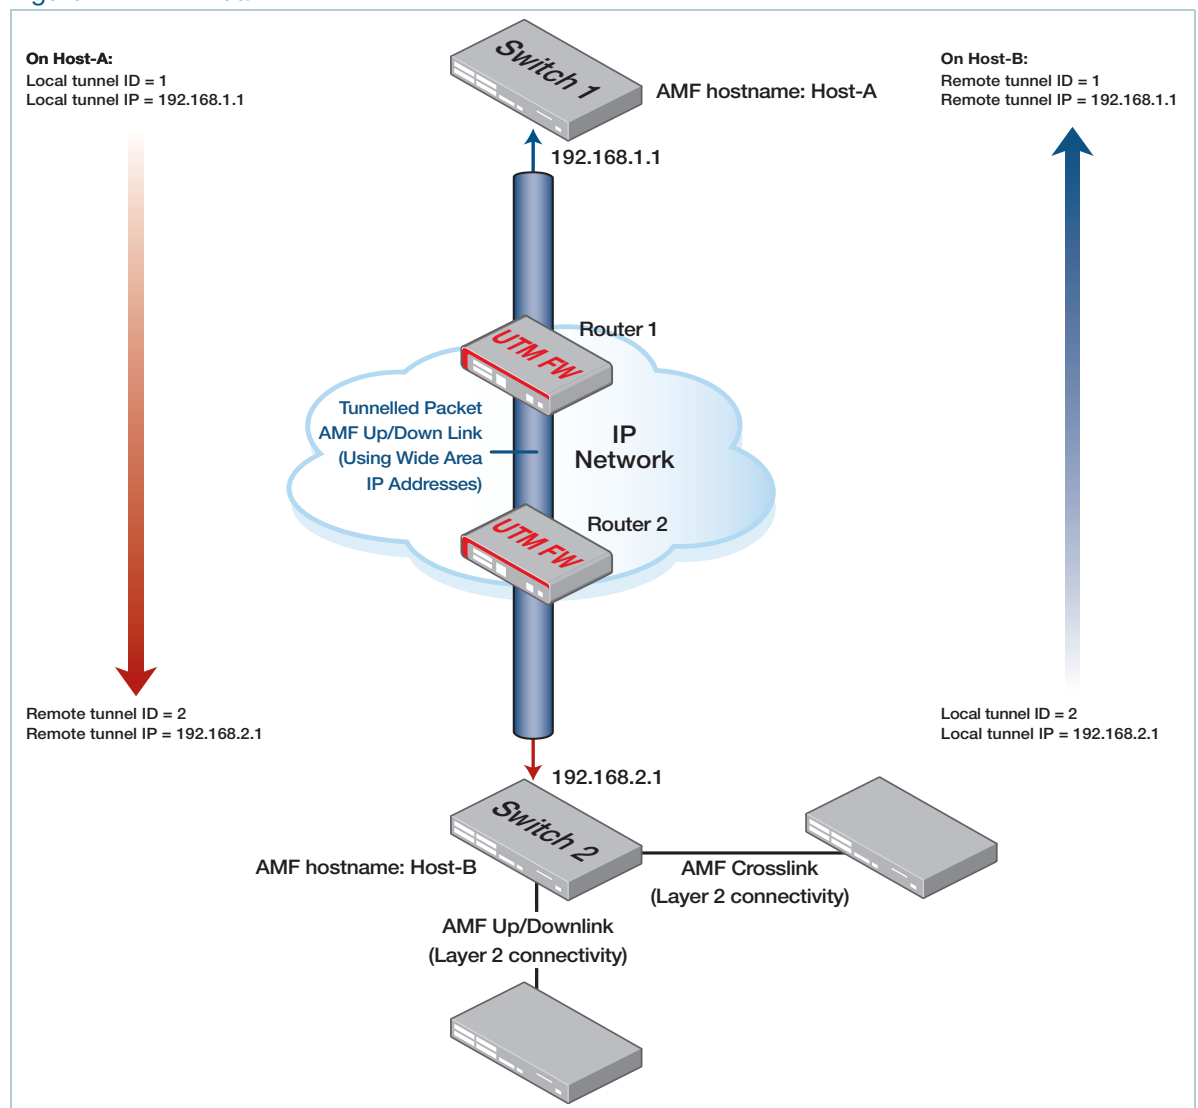 On Host-A:
Local tunnel ID = 1
Local tunnel IP = 192.168.1.1
Switch 1
AMF hostname: Host-A
192.168.1.1
On Host-B:
Remote tunnel ID = 1
Remote tunnel IP = 192.168.1.1
Router 1
UTM FW
Tunnelled Packet
AMF Up/Down Link
(Using Wide Area
IP Addresses)
IP
Network
Router 2
UTM FW
Remote tunnel ID = 2
Remote tunnel IP = 192.168.2.1
Local tunnel ID = 2
Local tunnel IP = 192.168.2.1
192.168.2.1
Switch 2
AMF hostname: Host-B
AMF Crosslink
(Layer 2 connectivity)
AMF Up/Downlink
(Layer 2 connectivity)